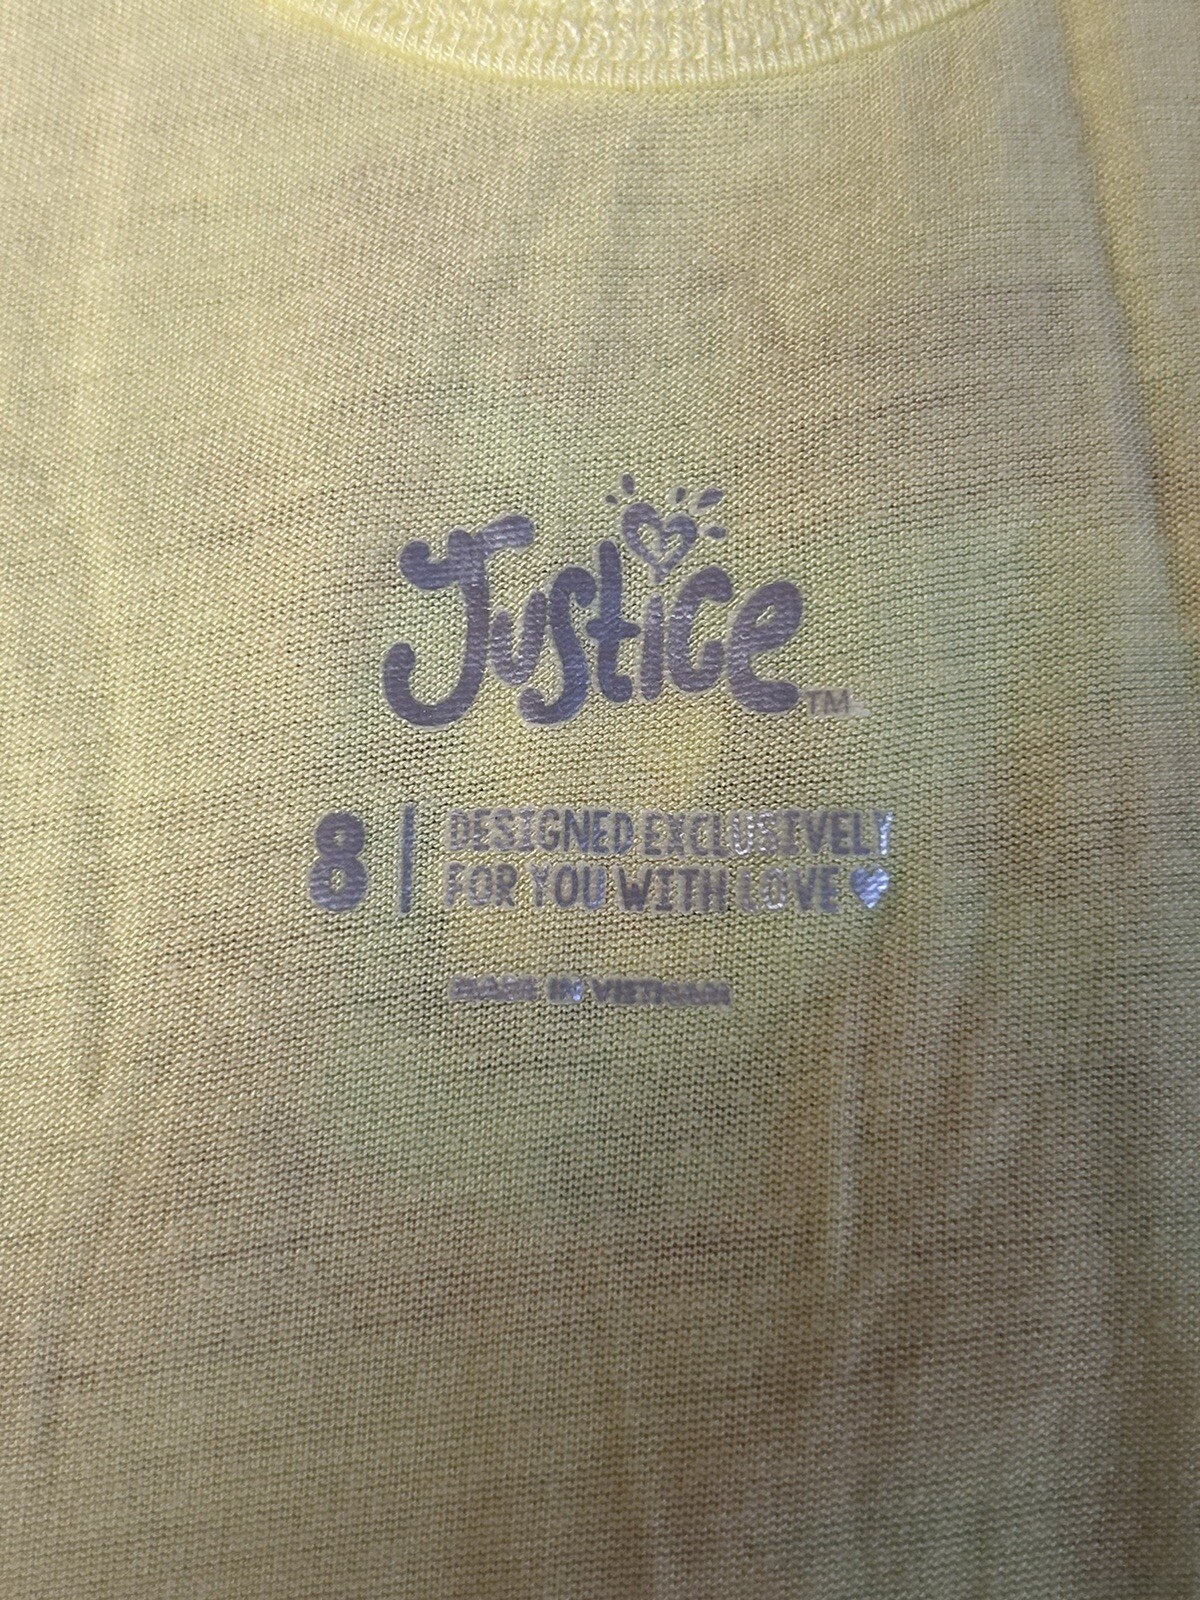 Justice™
8 | DESIGNED EXCLUSIVELY
FOR YOU WITH LOVE ♥
MADE IN VIETNAM